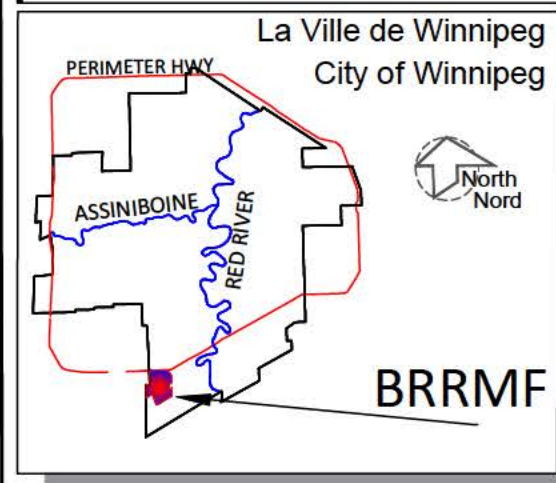 La Ville de Winnipeg
City of Winnipeg
PERIMETER HWY
North
Nord
ASSINIBOINE
RED RIVER
BRRMF